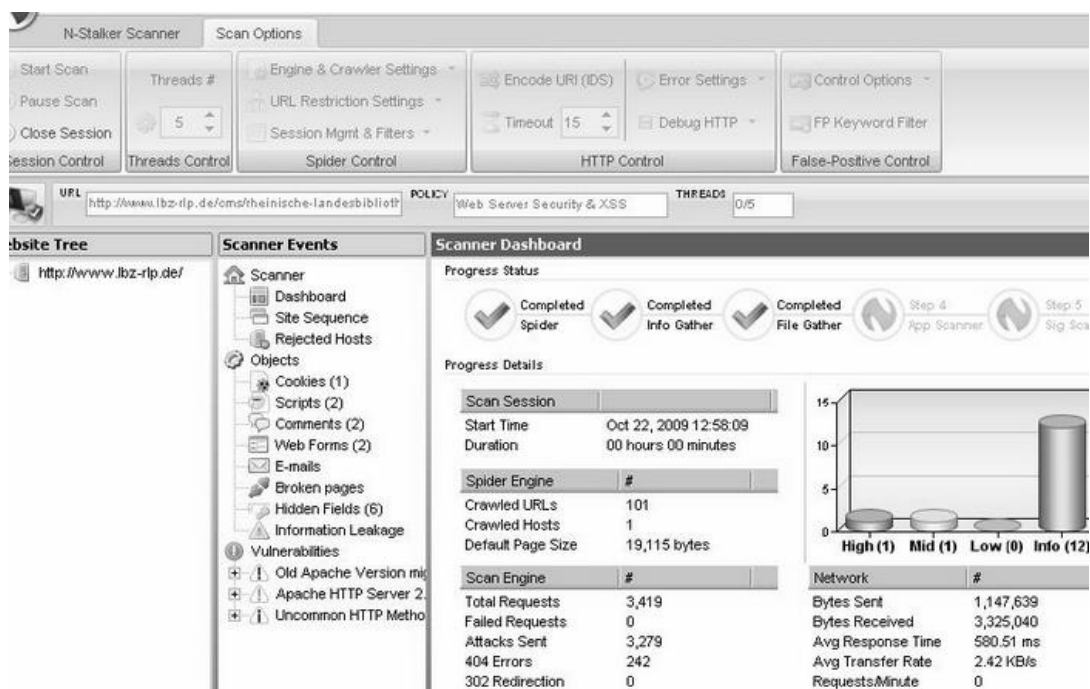 N-Stalker Scanner
Scan Options
Start Scan
Pause Scan
Close Session
Session Control
Threads #
5
Threads Control
Engine & Crawler Settings
URL Restriction Settings
Session Mgmt & Filters
Spider Control
Encode URI (IDS)
Timeout 15
Error Settings
Debug HTTP
HTTP Control
Control Options
FP Keyword Filter
False-Positive Control
URL http://www.lbz-rlp.de/cms/rheinische-landesbiblioth POLICY Web Server Security & XSS THREADS 0/5
ebsite Tree
http://www.lbz-rlp.de/
Scanner Events
Scanner
Dashboard
Site Sequence
Rejected Hosts
Objects
Cookies (1)
Scripts (2)
Comments (2)
Web Forms (2)
E-mails
Broken pages
Hidden Fields (6)
Information Leakage
Vulnerabilities
Old Apache Version mig
Apache HTTP Server 2.
Uncommon HTTP Metho
Scanner Dashboard
Progress Status
Completed Spider
Completed Info Gather
Completed File Gather
Step 4 App Scanner
Step 5 Sig Sca
Progress Details
Scan Session
Start Time Oct 22, 2009 12:58:09
Duration 00 hours 00 minutes
Spider Engine #
Crawled URLs 101
Crawled Hosts 1
Default Page Size 19,115 bytes
Scan Engine #
Total Requests 3,419
Failed Requests 0
Attacks Sent 3,279
404 Errors 242
302 Redirection 0
15
10
5
0
High (1) Mid (1) Low (0) Info (12)
Network #
Bytes Sent 1,147,639
Bytes Received 3,325,040
Avg Response Time 580.51 ms
Avg Transfer Rate 2.42 KB/s
Requests/Minute 0